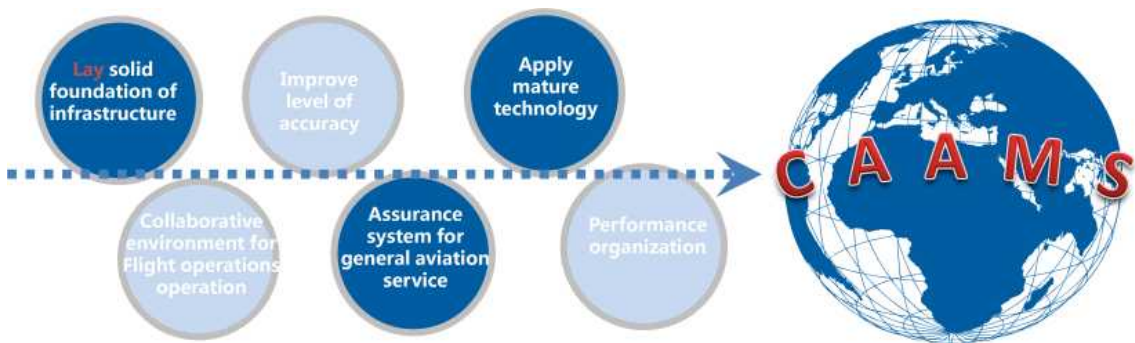 Lay solid
foundation of
infrastructure
Improve
level of
accuracy
Apply
mature
technology
Collaborative
environment for
Flight operations
operation
Assurance
system for
general aviation
service
Performance
organization
CAAMS